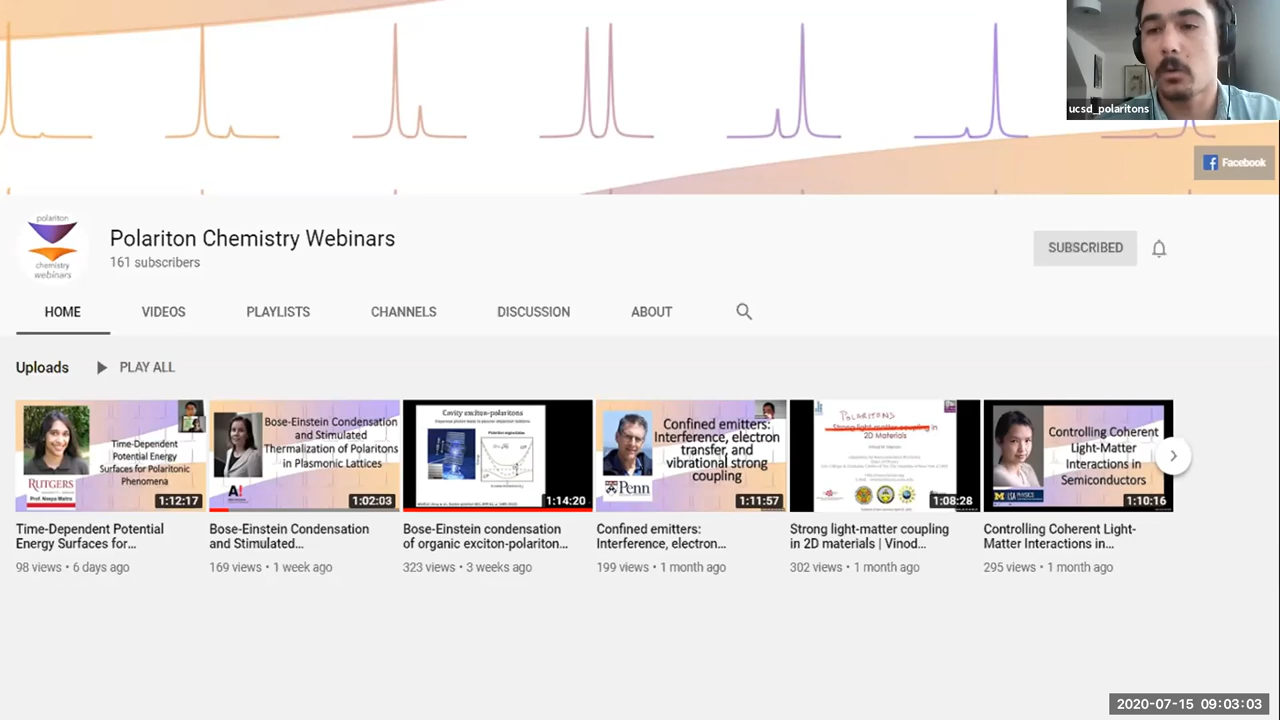 ucsd_polaritons
Facebook
polariton
chemistry
webinars
Polariton Chemistry Webinars
161 subscribers
SUBSCRIBED
HOME
VIDEOS
PLAYLISTS
CHANNELS
DISCUSSION
ABOUT
Uploads
PLAY ALL
Time-Dependent
Potential Energy
Surfaces for Polaritonic
Phenomena
RUTGERS
Prof. Neepa Maitra
1:12:17
Time-Dependent Potential
Energy Surfaces for...
98 views • 6 days ago
Bose-Einstein Condensation
and Stimulated
Thermalization of Polaritons
in Plasmonic Lattices
A!
1:02:03
Bose-Einstein Condensation
and Stimulated...
169 views • 1 week ago
Cavity exciton-polaritons
1:14:20
Bose-Einstein condensation
of organic exciton-polariton...
323 views • 3 weeks ago
Confined emitters:
Interference, electron
transfer, and
vibrational strong
coupling
Penn
1:11:57
Confined emitters:
Interference, electron...
199 views • 1 month ago
POLARITONS
Strong light-matter coupling in
2D Materials
1:08:28
Strong light-matter coupling
in 2D materials | Vinod...
302 views • 1 month ago
Controlling Coherent
Light-Matter
Interactions in
Semiconductors
M LSA PHYSICS
1:10:16
Controlling Coherent Light-
Matter Interactions in...
295 views • 1 month ago
2020-07-15 09:03:03